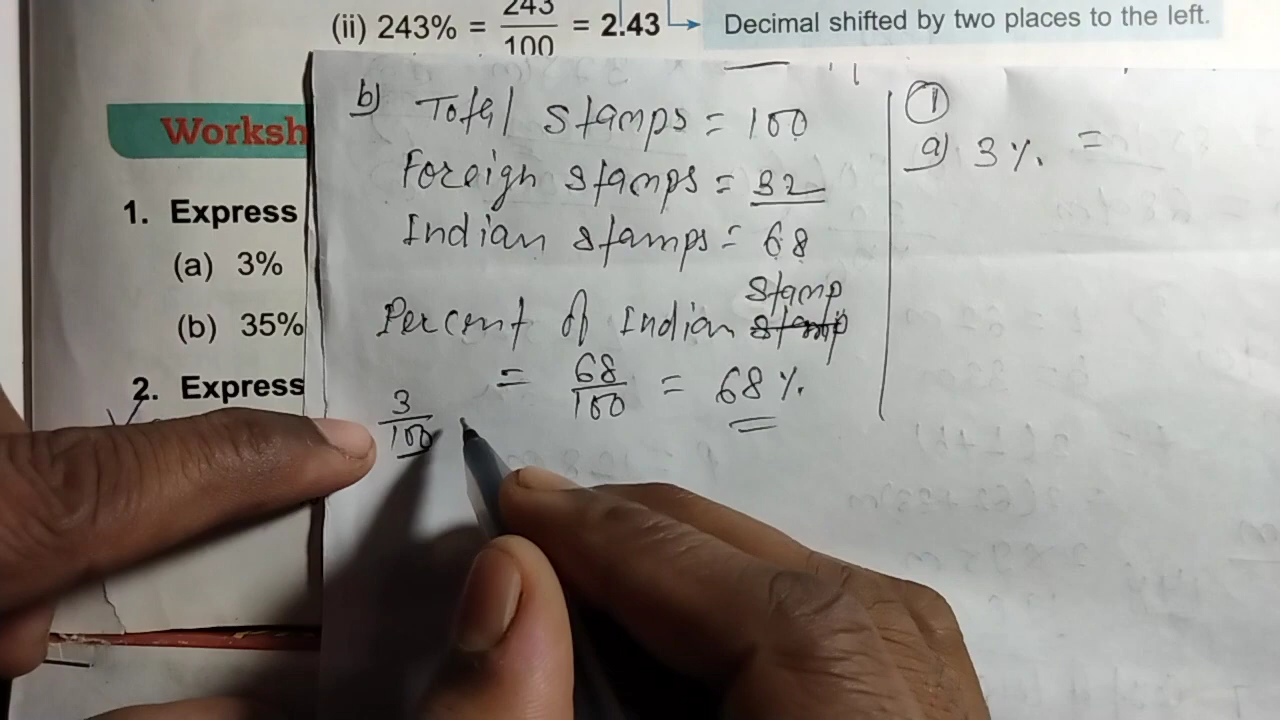 (ii) 243% = 243/100 = 2.43 → Decimal shifted by two places to the left.
Worksh
1. Express
(a) 3%
(b) 35%
2. Express
b) Total stamps = 100
Foreign stamps = 32
Indian stamps = 68
Percent of Indian stamp
stamp
= 68/100 = 68%
3/100
①
a) 3% =